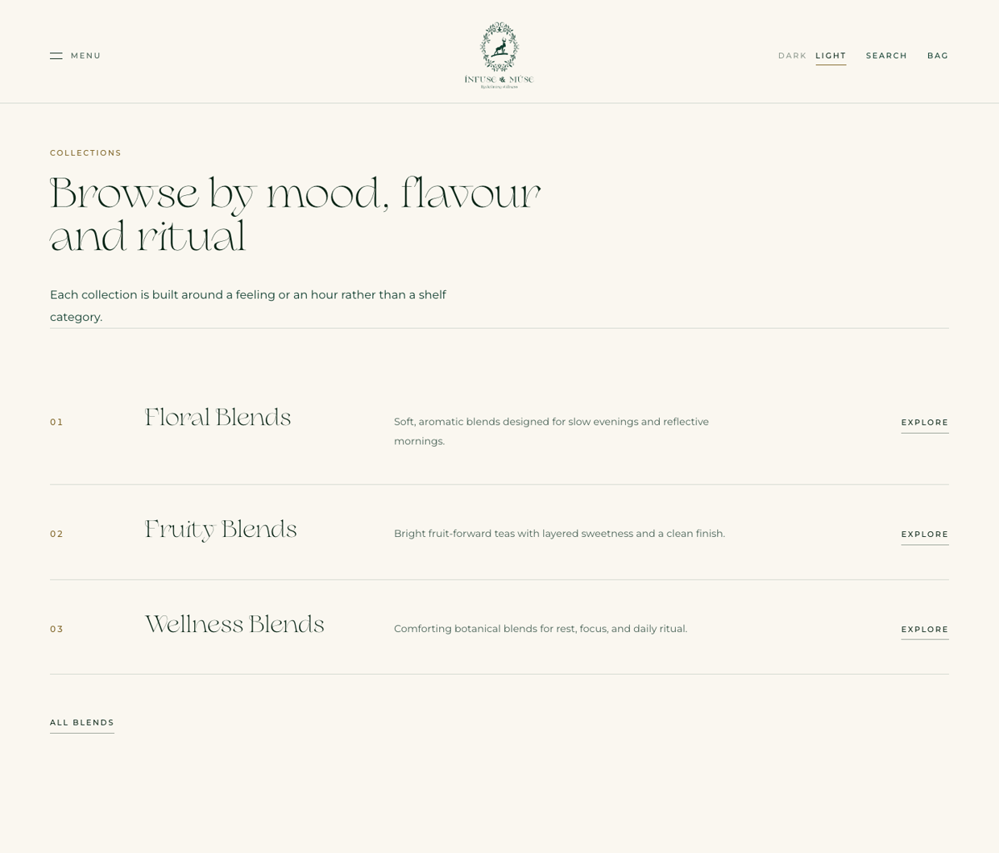 MENU
INFUSE & MUSE
DARK LIGHT SEARCH BAG
COLLECTIONS
Browse by mood, flavour
and ritual
Each collection is built around a feeling or an hour rather than a shelf
category.
01 Floral Blends Soft, aromatic blends designed for slow evenings and reflective
mornings.
EXPLORE
02 Fruity Blends Bright fruit-forward teas with layered sweetness and a clean finish. EXPLORE
03 Wellness Blends Comforting botanical blends for rest, focus, and daily ritual. EXPLORE
ALL BLENDS